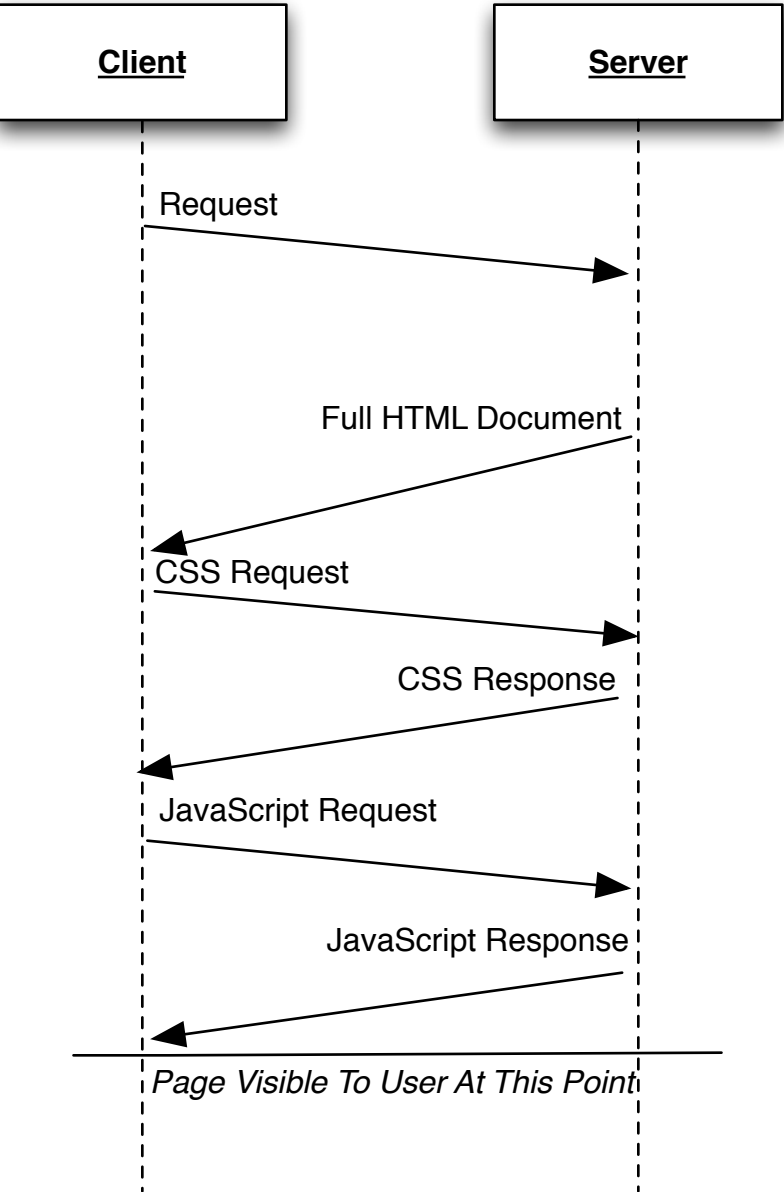 Client
Server
Request
Full HTML Document
CSS Request
CSS Response
JavaScript Request
JavaScript Response
Page Visible To User At This Point